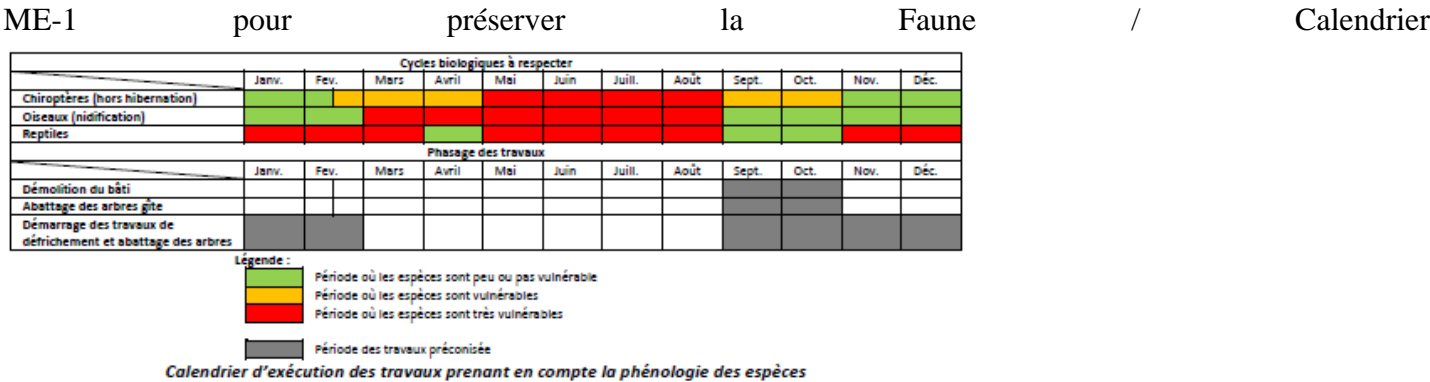 ME-1 pour préserver la Faune / Calendrier
Cycles biologiques à respecter
Janv. Fev. Mars Avril Mai Juin Juill. Août Sept. Oct. Nov. Déc.
Chiroptères (hors hibernation)
Oiseaux (nidification)
Reptiles
Phasage des travaux
Janv. Fev. Mars Avril Mai Juin Juill. Août Sept. Oct. Nov. Déc.
Démolition du bâti
Abattage des arbres gîte
Démarrage des travaux de
défrichement et abattage des arbres
Légende :
Période où les espèces sont peu ou pas vulnérable
Période où les espèces sont vulnérables
Période où les espèces sont très vulnérables
Période des travaux préconisée
Calendrier d'exécution des travaux prenant en compte la phénologie des espèces